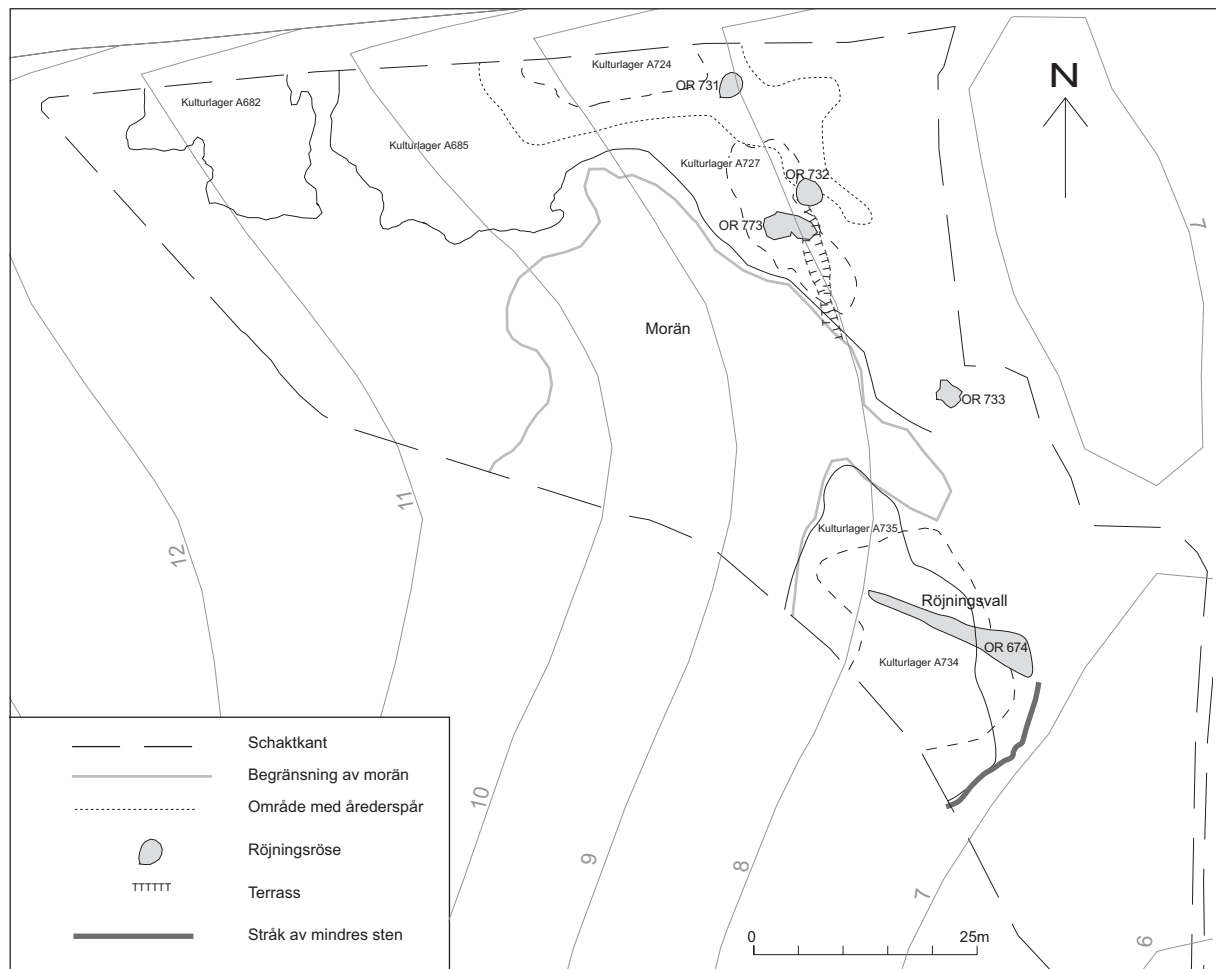 Kulturlager A724
OR 731
N
Kulturlager A682
Kulturlager A685
Kulturlager A727
OR 732
OR 773
7
Morän
OR 733
11
12
Kulturlager A735
Röjningsvall
OR 674
Kulturlager A734
Schaktkant
Begränsning av morän
Område med årederspår
Röjningsröse
Terrass
Stråk av mindres sten
10
9
8
7
6
0 25m